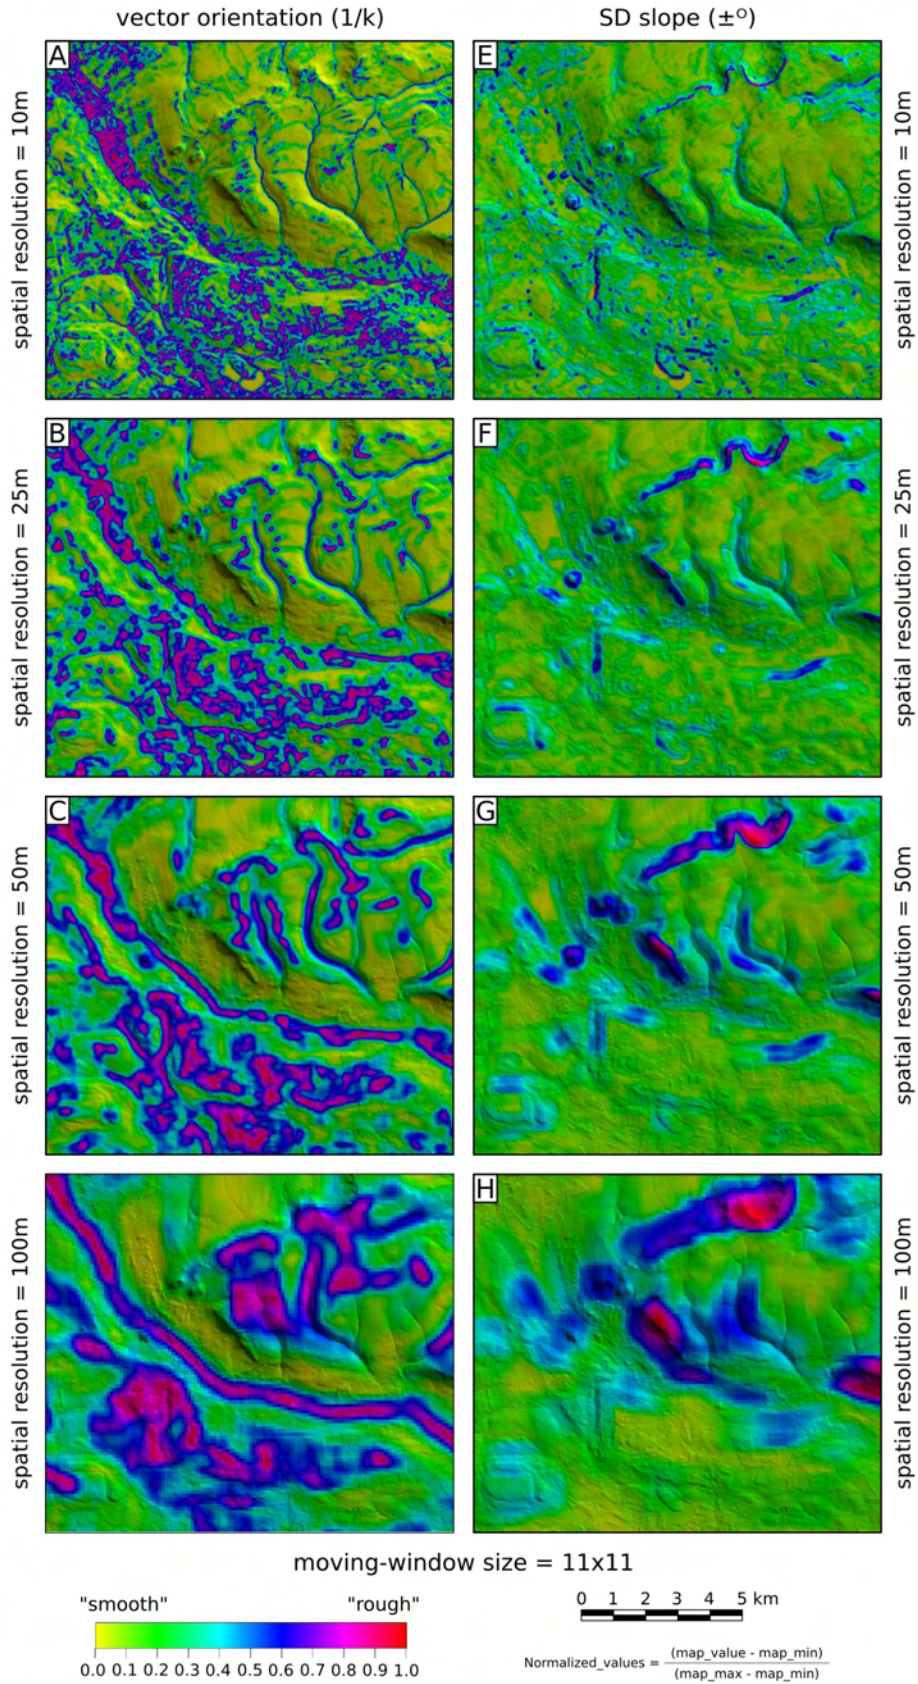 vector orientation (1/k)
SD slope (±°)
A
E
spatial resolution = 10m
spatial resolution = 10m
B
F
spatial resolution = 25m
spatial resolution = 25m
C
G
spatial resolution = 50m
spatial resolution = 50m
H
spatial resolution = 100m
spatial resolution = 100m
moving-window size = 11x11
"smooth" "rough"
0.0 0.1 0.2 0.3 0.4 0.5 0.6 0.7 0.8 0.9 1.0
0 1 2 3 4 5 km
Normalized_values = (map_value - map_min)
(map_max - map_min)